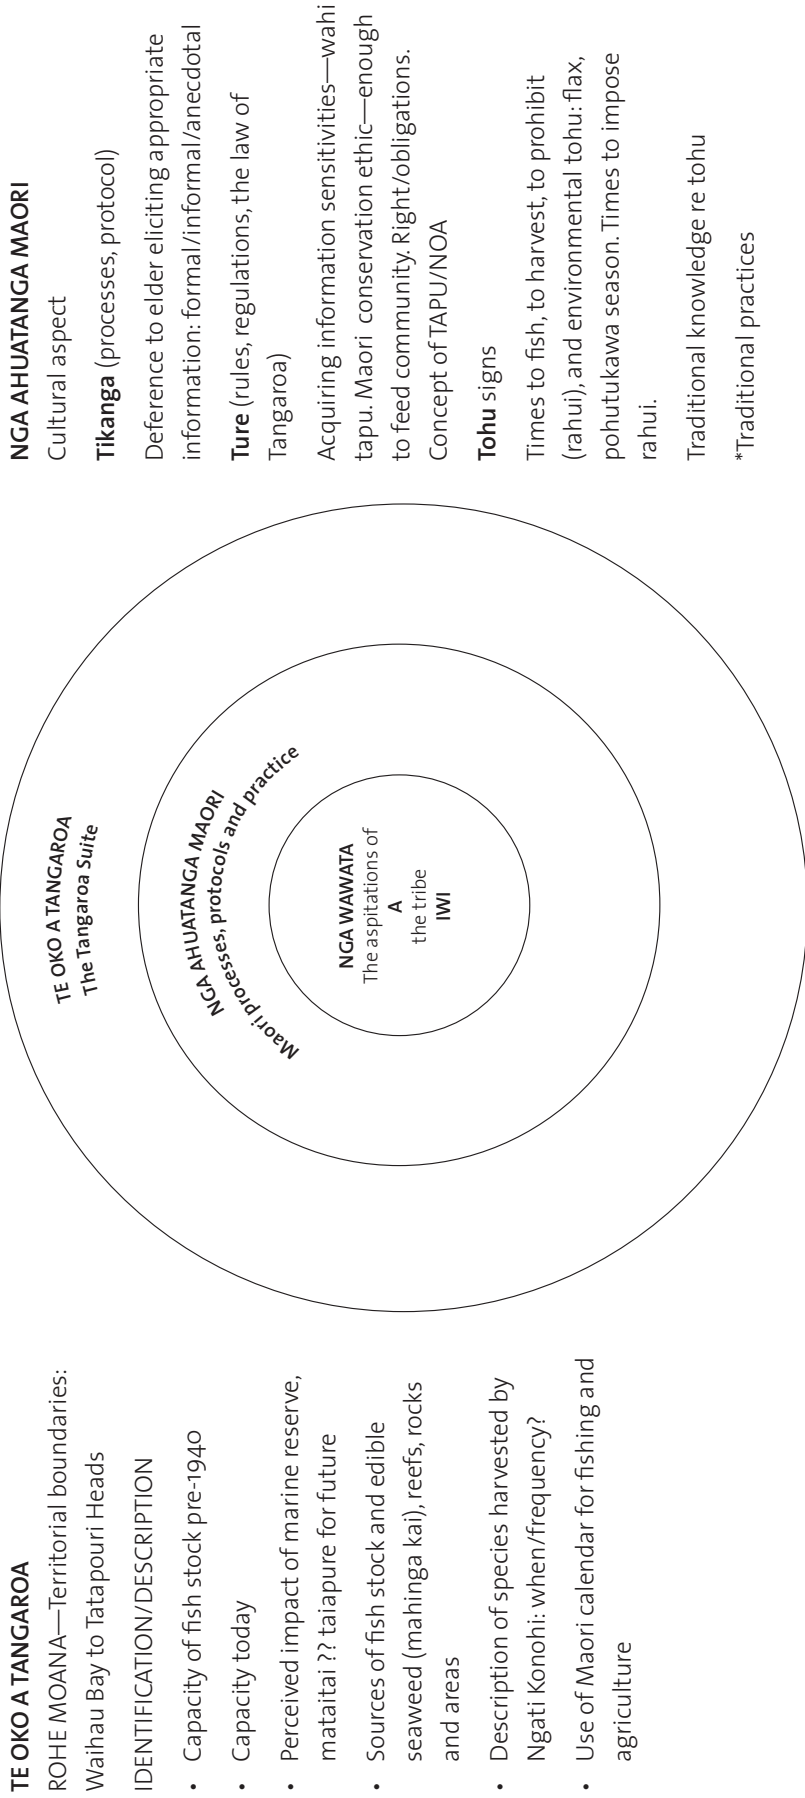 TE OKO A TANGAROA
ROHE MOANA—Territorial boundaries:
Waihau Bay to Tatapouri Heads
IDENTIFICATION/DESCRIPTION
• Capacity of fish stock pre-1940
• Capacity today
• Perceived impact of marine reserve,
mataitai ?? taiapure for future
• Sources of fish stock and edible
seaweed (mahinga kai), reefs, rocks
and areas
• Description of species harvested by
Ngati Konohi: when/frequency?
• Use of Maori calendar for fishing and
agriculture
TE OKO A TANGAROA
The Tangaroa Suite
NGA AHUATANGA MAORI
Maori processes, protocols and practice
NGA WAWATA
The aspitations of
A
the tribe
IWI
NGA AHUATANGA MAORI
Cultural aspect
Tikanga (processes, protocol)
Deference to elder eliciting appropriate
information: formal/informal/anecdotal
Ture (rules, regulations, the law of
Tangaroa)
Acquiring information sensitivities—wahi
tapu. Maori conservation ethic—enough
to feed community. Right/obligations.
Concept of TAPU/NOA
Tohu signs
Times to fish, to harvest, to prohibit
(rahui), and environmental tohu: flax,
pohutukawa season. Times to impose
rahui.
Traditional knowledge re tohu
*Traditional practices